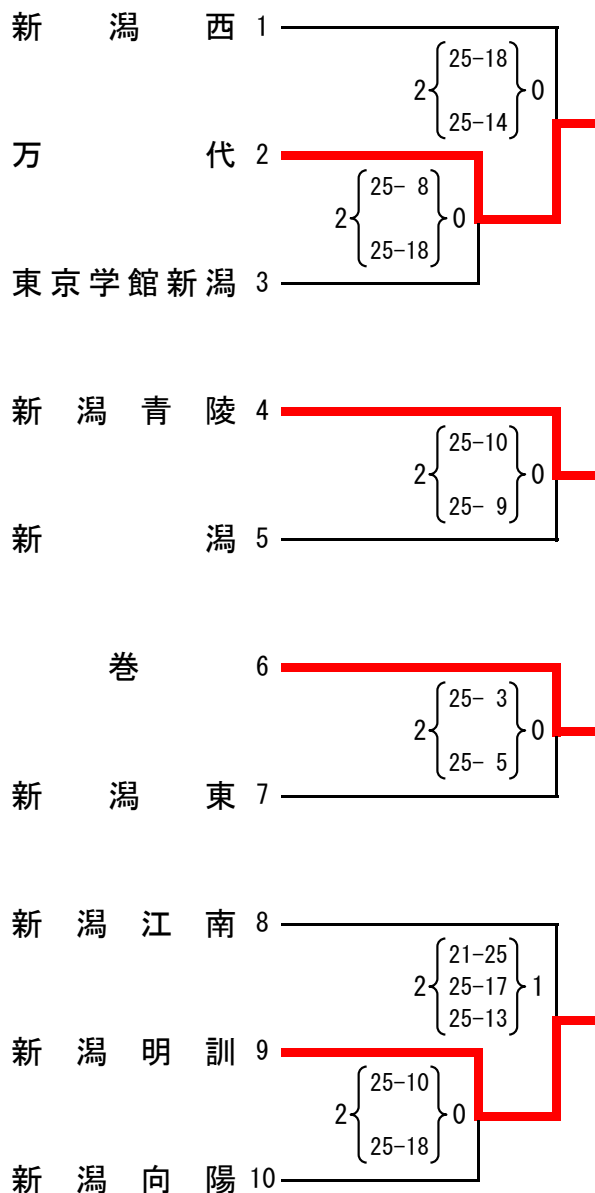 新潟西 1
25-18
2 0
25-14
万代 2
25- 8
2 0
25-18
東京学館新潟 3
新潟青陵 4
25-10
2 0
25- 9
新潟 5
巻 6
25- 3
2 0
25- 5
新潟東 7
新潟江南 8
21-25
2 25-17 1
25-13
新潟明訓 9
25-10
2 0
25-18
新潟向陽 10